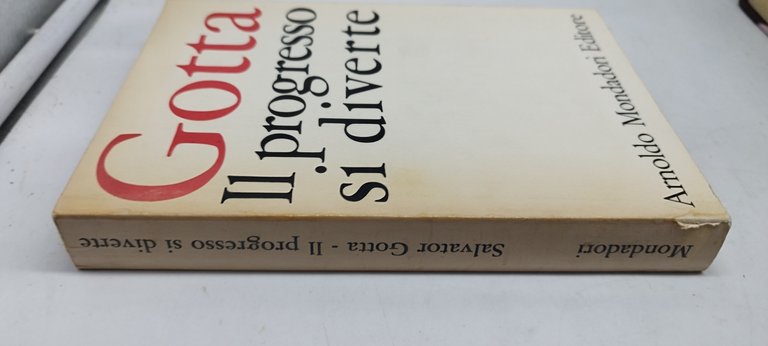 Gotta
Il progresso
si diverte
Arnoldo Mondadori Editore
Salvator Gotta - Il progresso si diverte
Mondadori